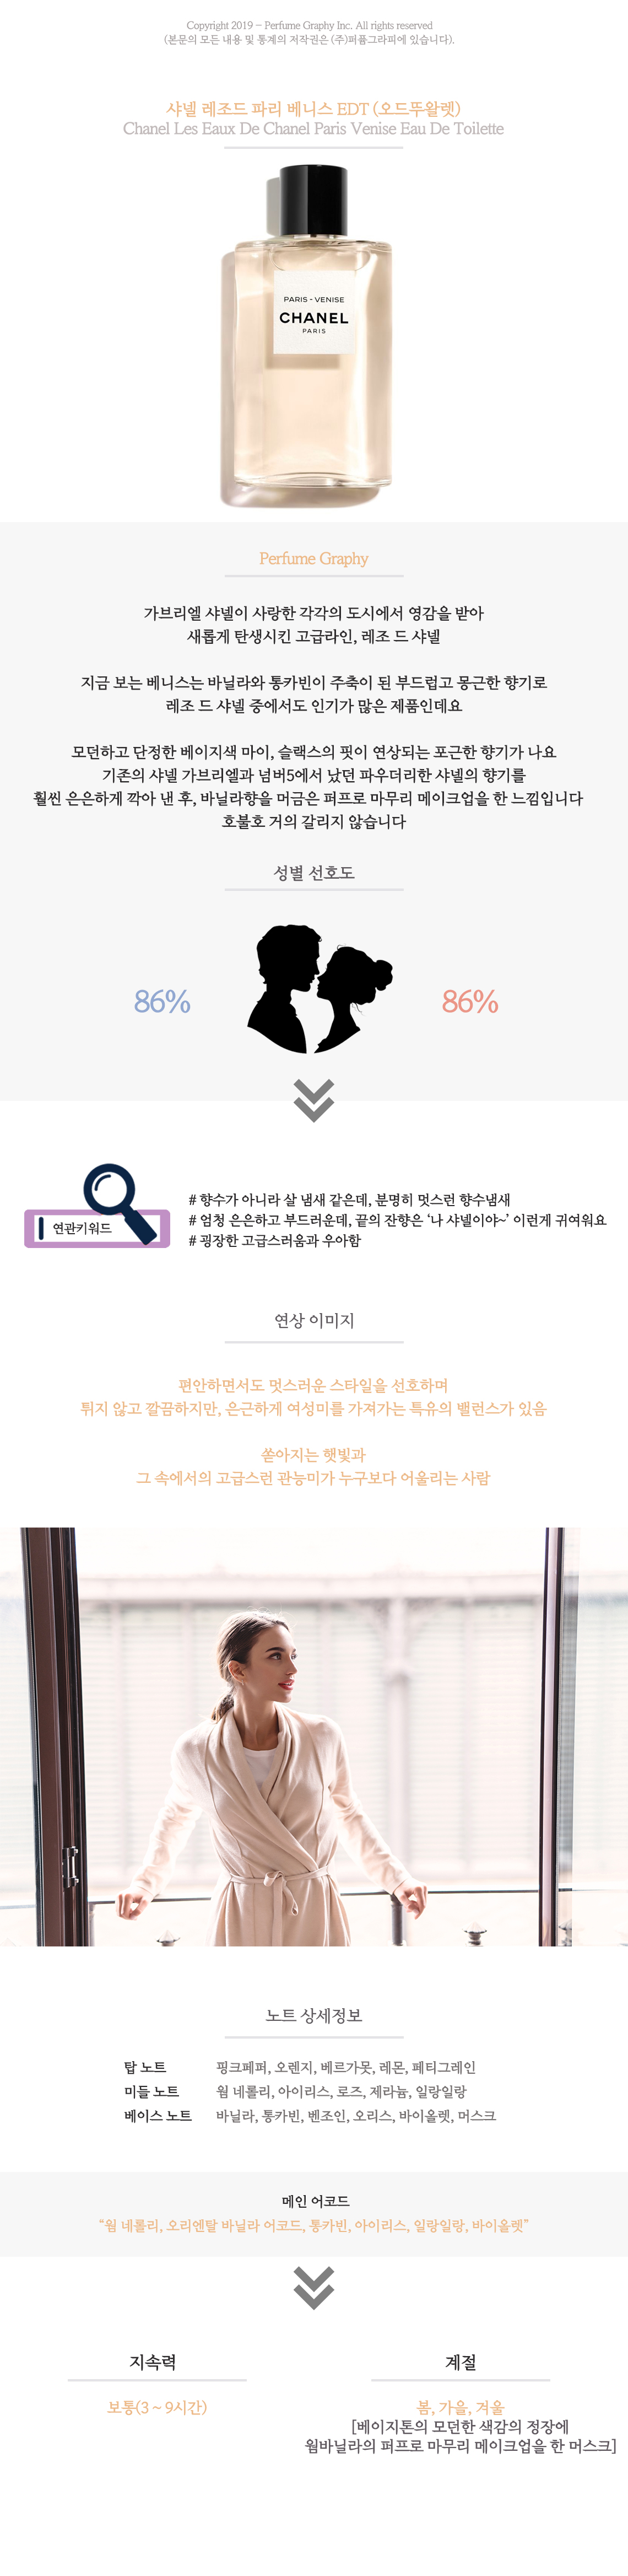 Copyright 2019 - Perfume Graphy Inc. All rights reserved
(본문의 모든 내용 및 통계의 저작권은 (주)퍼퓸그라피에 있습니다).
샤넬 레조드 파리 베니스 EDT (오드뚜왈렛)
Chanel Les Eaux De Chanel Paris Venise Eau De Toilette
PARIS - VENISE
CHANEL
PARIS
Perfume Graphy
가브리엘 샤넬이 사랑한 각각의 도시에서 영감을 받아
새롭게 탄생시킨 고급라인, 레조 드 샤넬
지금 보는 베니스는 바닐라와 통카빈이 주축이 된 부드럽고 몽근한 향기로
레조 드 샤넬 중에서도 인기가 많은 제품인데요
모던하고 단정한 베이지색 마이, 슬랙스의 핏이 연상되는 포근한 향기가 나요
기존의 샤넬 가브리엘과 넘버5에서 났던 파우더리한 샤넬의 향기를
훨씬 은은하게 깎아 낸 후, 바닐라향을 머금은 퍼프로 마무리 메이크업을 한 느낌입니다
호불호 거의 갈리지 않습니다
성별 선호도
86%
86%
연관키워드
# 향수가 아니라 살 냄새 같은데, 분명히 멋스런 향수냄새
# 엄청 은은하고 부드러운데, 끝의 잔향은 ‘나 샤넬이야~’ 이런게 귀여워요
# 굉장한 고급스러움과 우아함
연상 이미지
편안하면서도 멋스러운 스타일을 선호하며
튀지 않고 깔끔하지만, 은근하게 여성미를 가져가는 특유의 밸런스가 있음
쏟아지는 햇빛과
그 속에서의 고급스런 관능미가 누구보다 어울리는 사람
노트 상세정보
탑 노트 핑크페퍼, 오렌지, 베르가못, 레몬, 페티그레인
미들 노트 웜 네롤리, 아이리스, 로즈, 제라늄, 일랑일랑
베이스 노트 바닐라, 통카빈, 벤조인, 오리스, 바이올렛, 머스크
메인 어코드
“웜 네롤리, 오리엔탈 바닐라 어코드, 통카빈, 아이리스, 일랑일랑, 바이올렛”
지속력
보통(3 ~ 9시간)
계절
봄, 가을, 겨울
[베이지톤의 모던한 색감의 정장에
웜바닐라의 퍼프로 마무리 메이크업을 한 머스크]